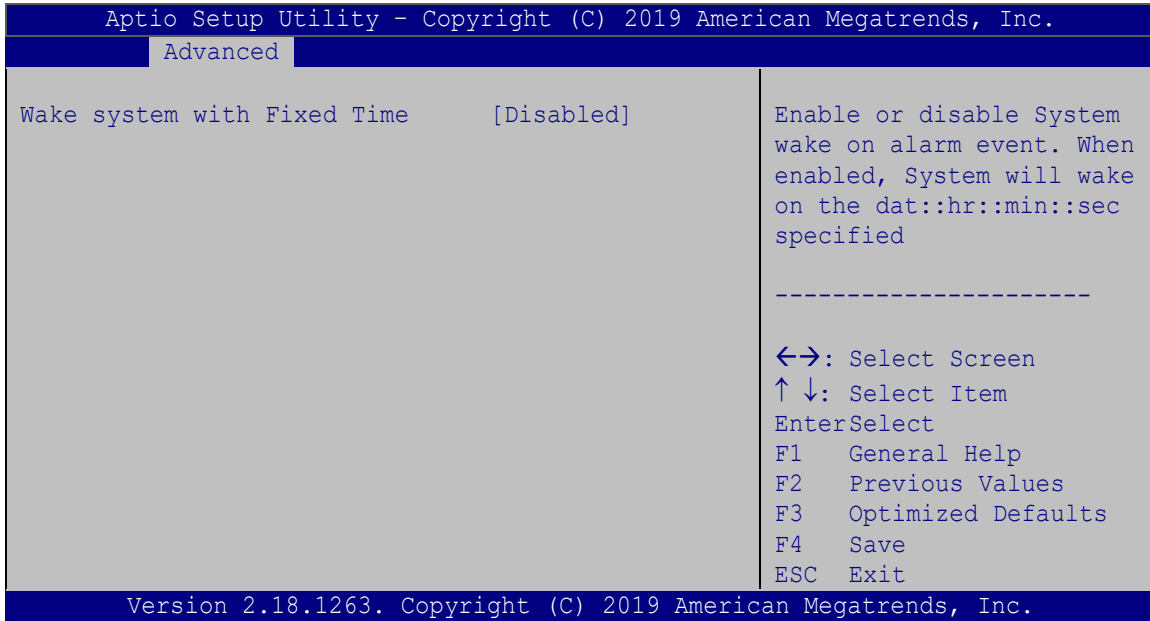 Aptio Setup Utility – Copyright (C) 2019 American Megatrends, Inc.
Advanced
Wake system with Fixed Time [Disabled]
Enable or disable System
wake on alarm event. When
enabled, System will wake
on the dat::hr::min::sec
specified
----------------------
←→: Select Screen
↑ ↓: Select Item
EnterSelect
F1 General Help
F2 Previous Values
F3 Optimized Defaults
F4 Save
ESC Exit
Version 2.18.1263. Copyright (C) 2019 American Megatrends, Inc.